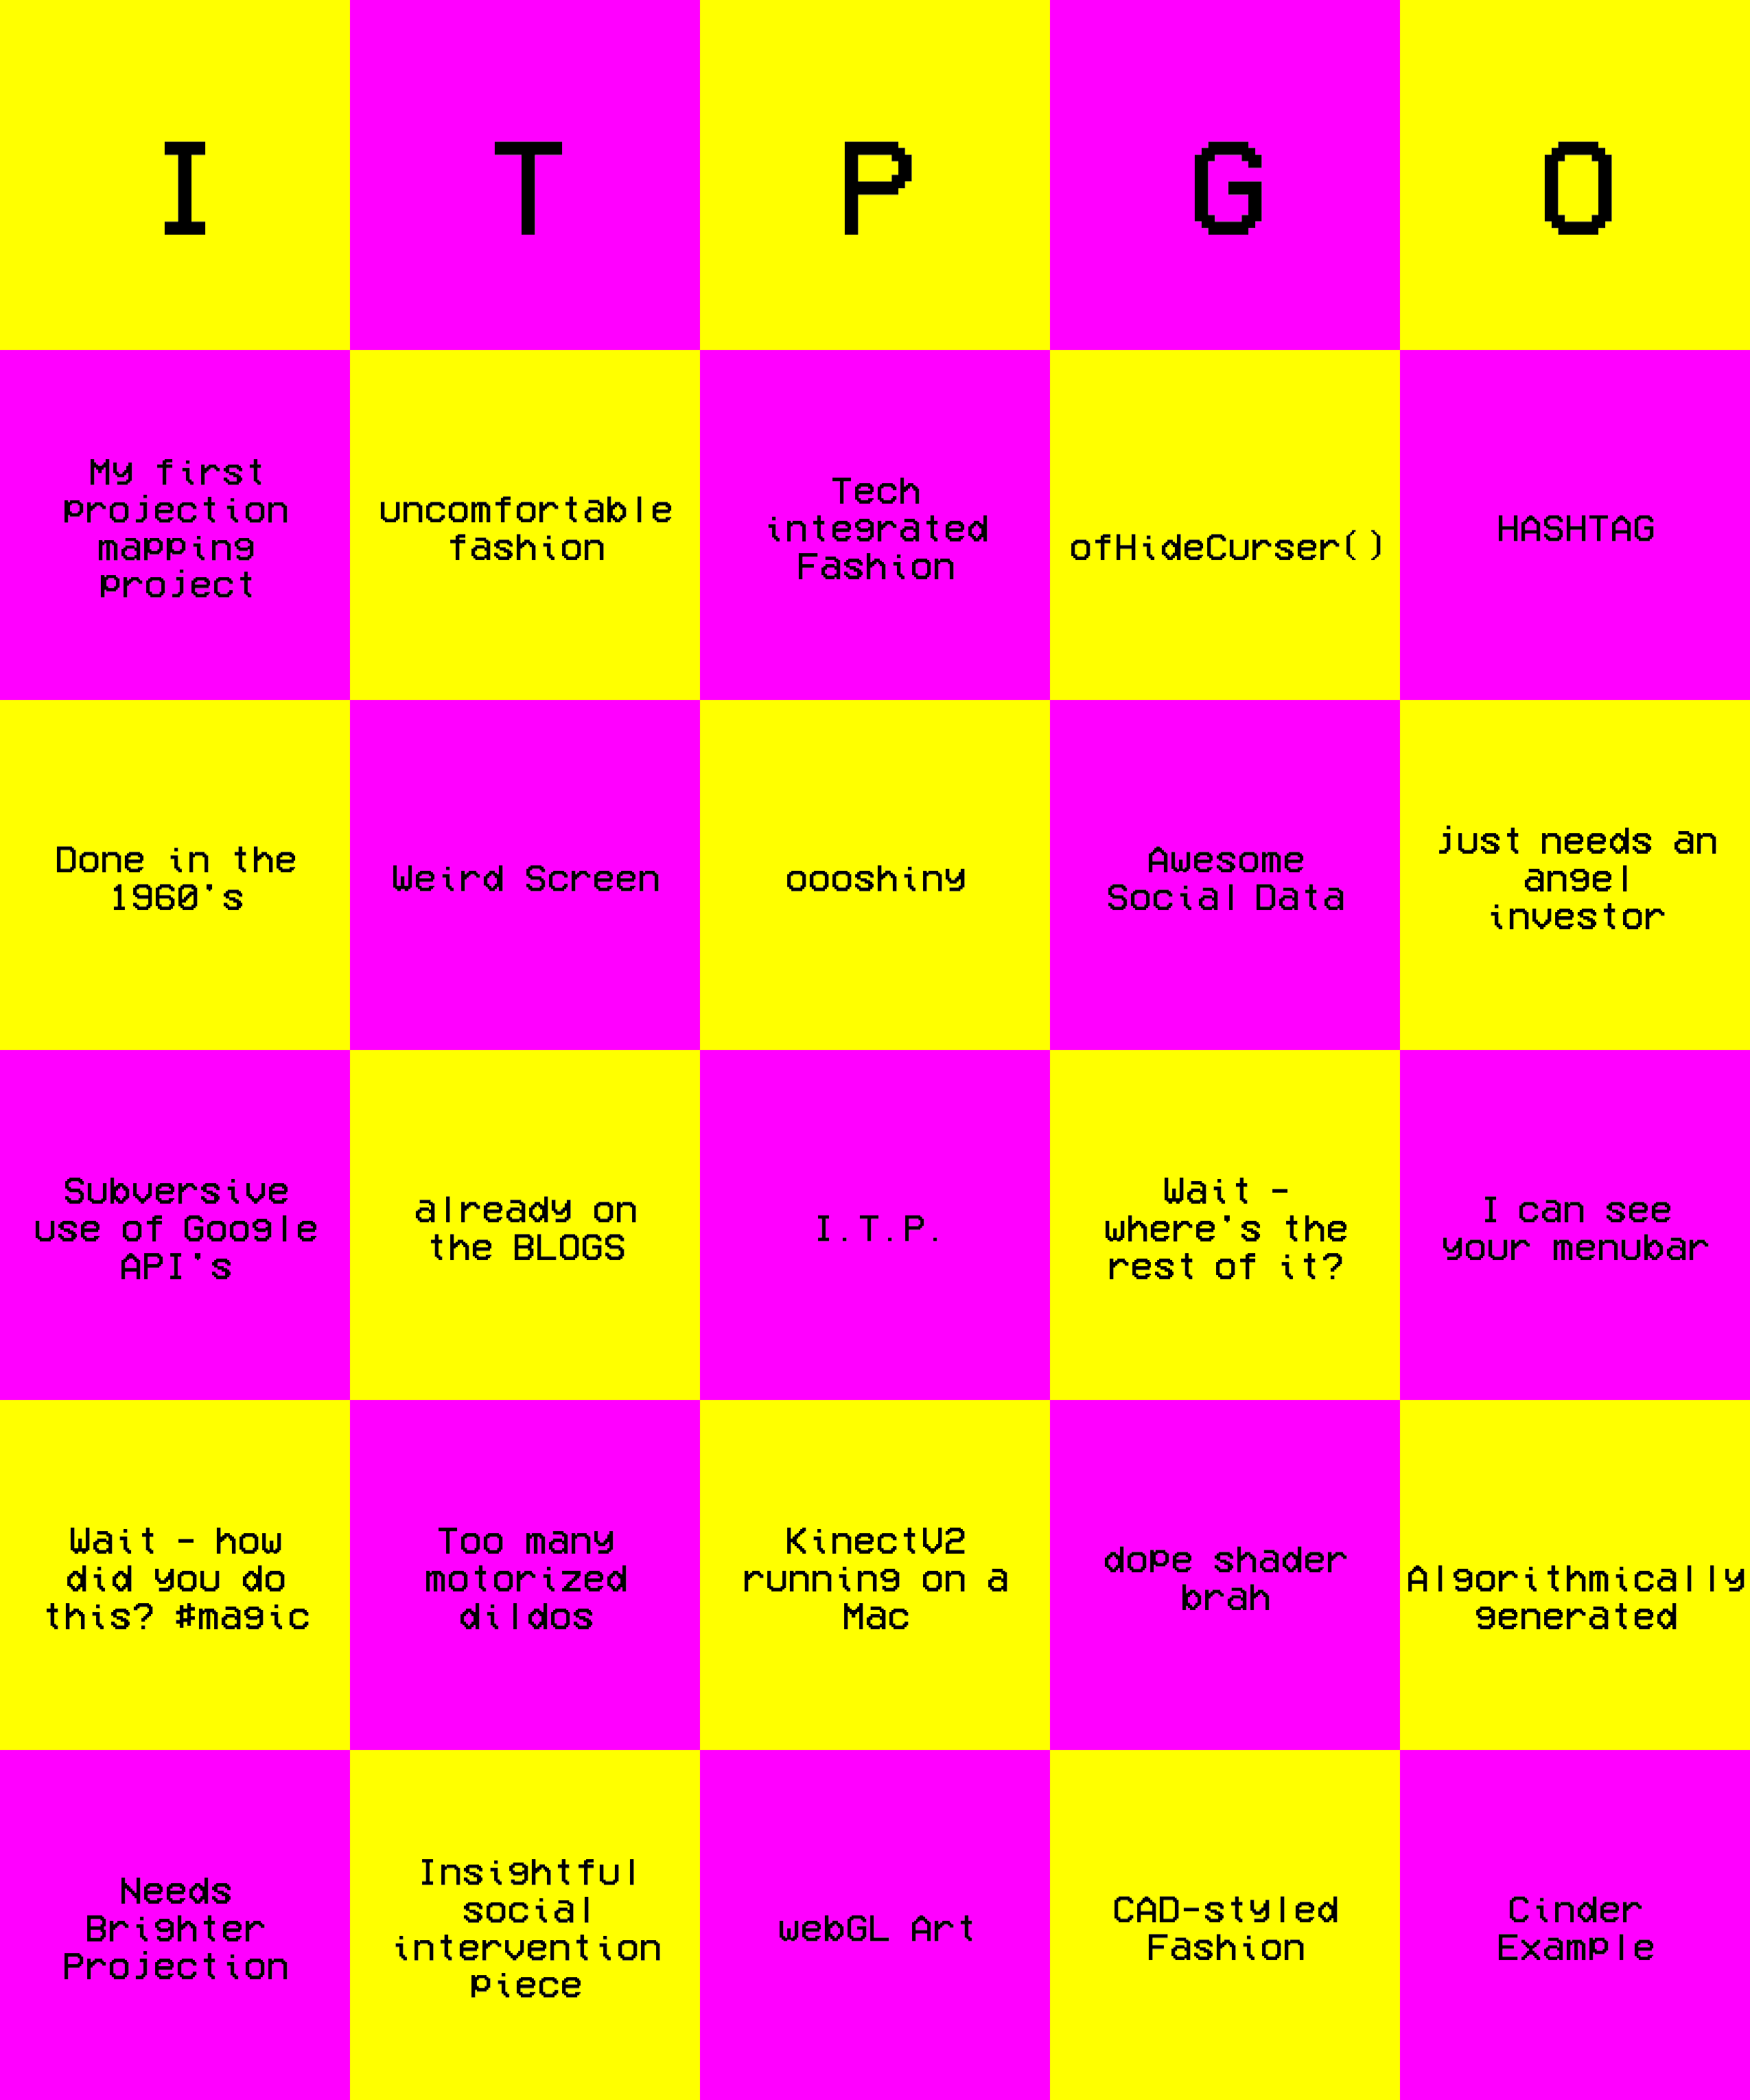 I T P G O
My first
projection
mapping
project
uncomfortable
fashion
Tech
integrated
Fashion
ofHideCurser()
HASHTAG
Done in the
1960's
Weird Screen
oooshiny
Awesome
Social Data
just needs an
angel
investor
Subversive
use of Google
API's
already on
the BLOGS
I.T.P.
Wait -
where's the
rest of it?
I can see
your menubar
Wait - how
did you do
this? #magic
Too many
motorized
dildos
KinectV2
running on a
Mac
dope shader
brah
Algorithmically
generated
Needs
Brighter
Projection
Insightful
social
intervention
piece
webGL Art
CAD-styled
Fashion
Cinder
Example